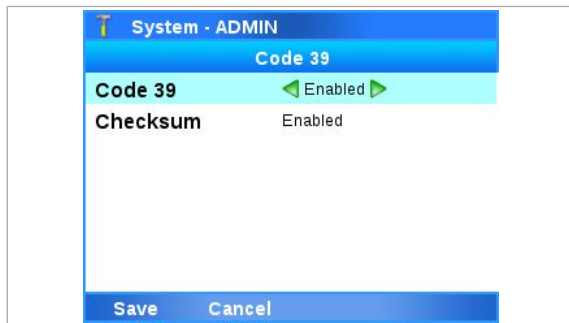 System - ADMIN
Code 39
Code 39 Enabled
Checksum Enabled
Save Cancel